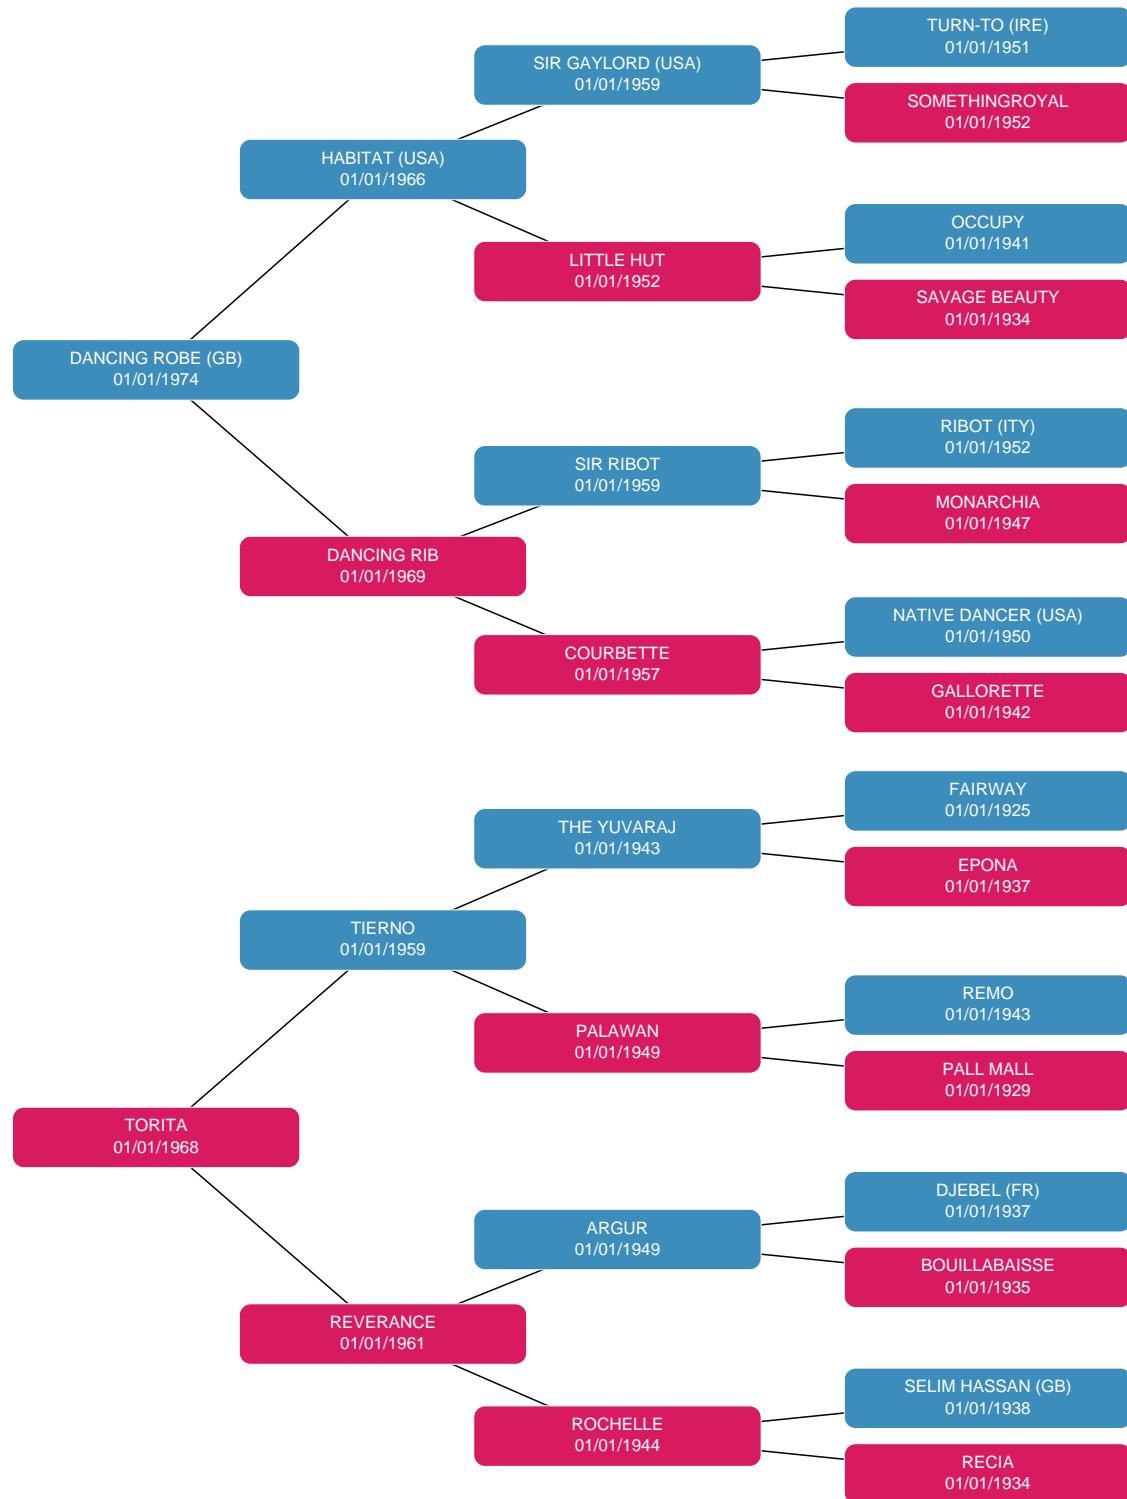 TURN-TO (IRE)
01/01/1951
SIR GAYLORD (USA)
01/01/1959
SOMETHINGROYAL
01/01/1952
HABITAT (USA)
01/01/1966
OCCUPY
01/01/1941
LITTLE HUT
01/01/1952
SAVAGE BEAUTY
01/01/1934
DANCING ROBE (GB)
01/01/1974
RIBOT (ITY)
01/01/1952
SIR RIBOT
01/01/1959
MONARCHIA
01/01/1947
DANCING RIB
01/01/1969
NATIVE DANCER (USA)
01/01/1950
COURBETTE
01/01/1957
GALLORETTE
01/01/1942
FAIRWAY
01/01/1925
THE YUVARAJ
01/01/1943
EPONA
01/01/1937
TIERNO
01/01/1959
REMO
01/01/1943
PALAWAN
01/01/1949
PALL MALL
01/01/1929
TORITA
01/01/1968
DJEBEL (FR)
01/01/1937
ARGUR
01/01/1949
BOUILLABAISSE
01/01/1935
REVERANCE
01/01/1961
SELIM HASSAN (GB)
01/01/1938
ROCHELLE
01/01/1944
RECIA
01/01/1934